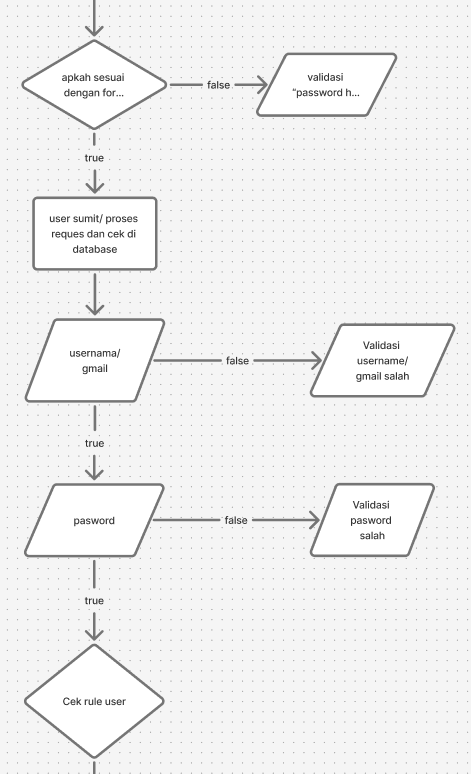 apkah sesuai
dengan for...
false
validasi
"password h...
true
user sumit/ proses
reques dan cek di
database
usernama/
gmail
false
Validasi
username/
gmail salah
true
pasword
false
Validasi
pasword
salah
true
Cek rule user